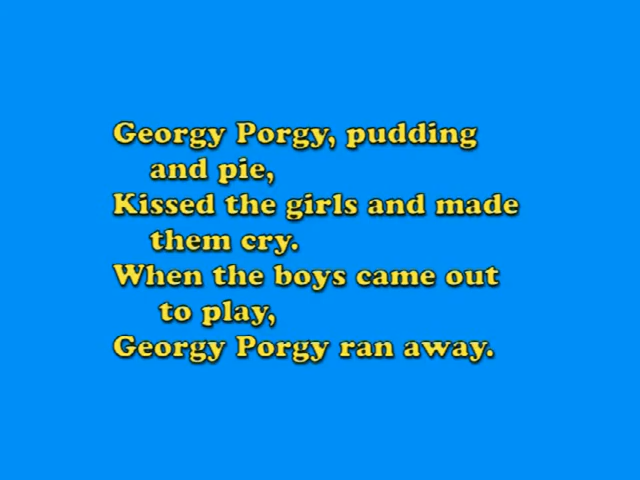 Georgy Porgy, pudding
and pie,
Kissed the girls and made
them cry.
When the boys came out
to play,
Georgy Porgy ran away.